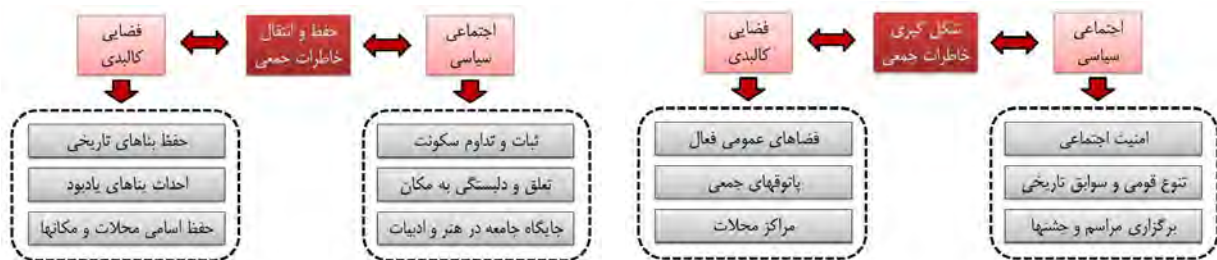 اجتماعی
سیاسی
شکل گیری
خاطرات جمعی
فضایی
کالبدی
امنیت اجتماعی
تنوع قومی و سوابق تاریخی
برگزاری مراسم و جشنها
فضاهای عمومی فعال
پاتوقهای جمعی
مراکز محلات
اجتماعی
سیاسی
حفظ و انتقال
خاطرات جمعی
فضایی
کالبدی
ثبات و تداوم سکونت
تعلق و دلبستگی به مکان
جایگاه جامعه در هنر و ادبیات
حفظ بناهای تاریخی
احداث بناهای یادبود
حفظ اسامی محلات و مکانها